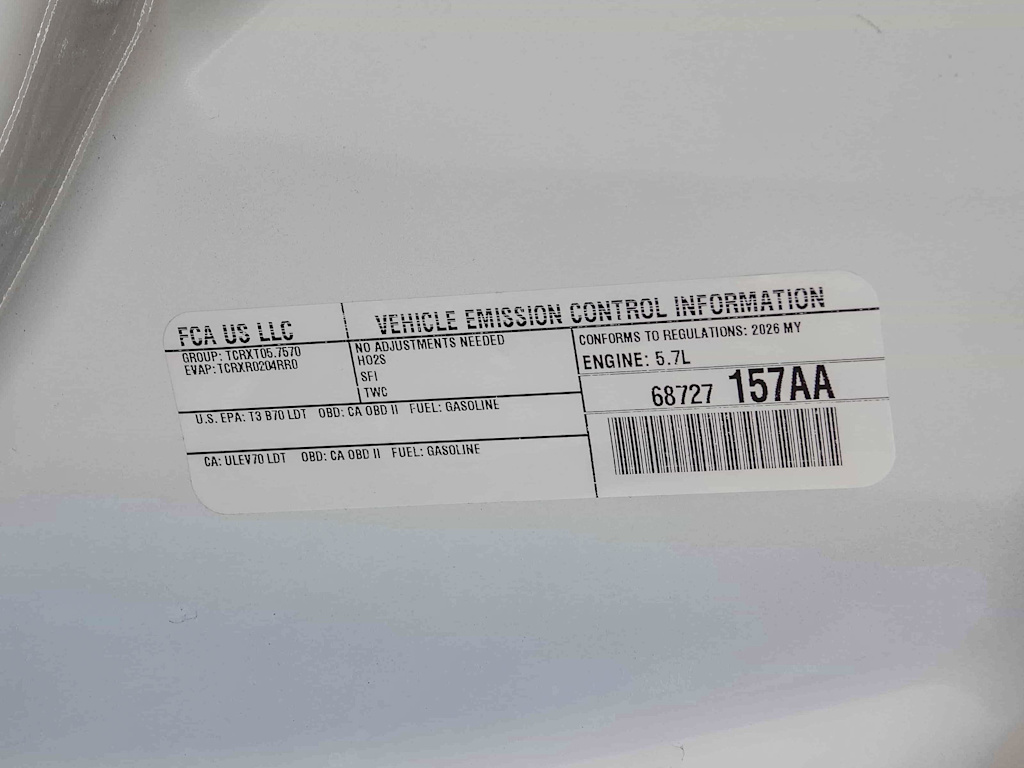 FCA US LLC
VEHICLE EMISSION CONTROL INFORMATION
GROUP: TCRXT05.7570
EVAP: TCRXR0204RR0
NO ADJUSTMENTS NEEDED
HO2S
SFI
TWC
CONFORMS TO REGULATIONS: 2026 MY
ENGINE: 5.7L
68727 157AA
U.S. EPA: T3 B70 LDT OBD: CA OBD II FUEL: GASOLINE
CA: ULEV70 LDT OBD: CA OBD II FUEL: GASOLINE